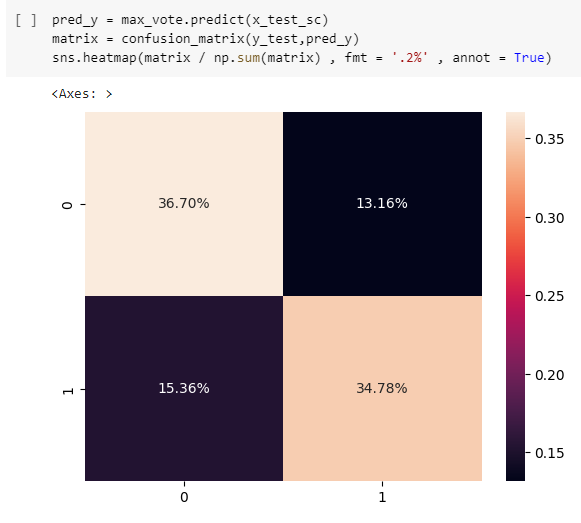 [ ] pred_y = max_vote.predict(x_test_sc)
matrix = confusion_matrix(y_test,pred_y)
sns.heatmap(matrix / np.sum(matrix) , fmt = '.2%' , annot = True)
<Axes: >
0 36.70% 13.16%
1 15.36% 34.78%
0 1
0.35
0.30
0.25
0.20
0.15